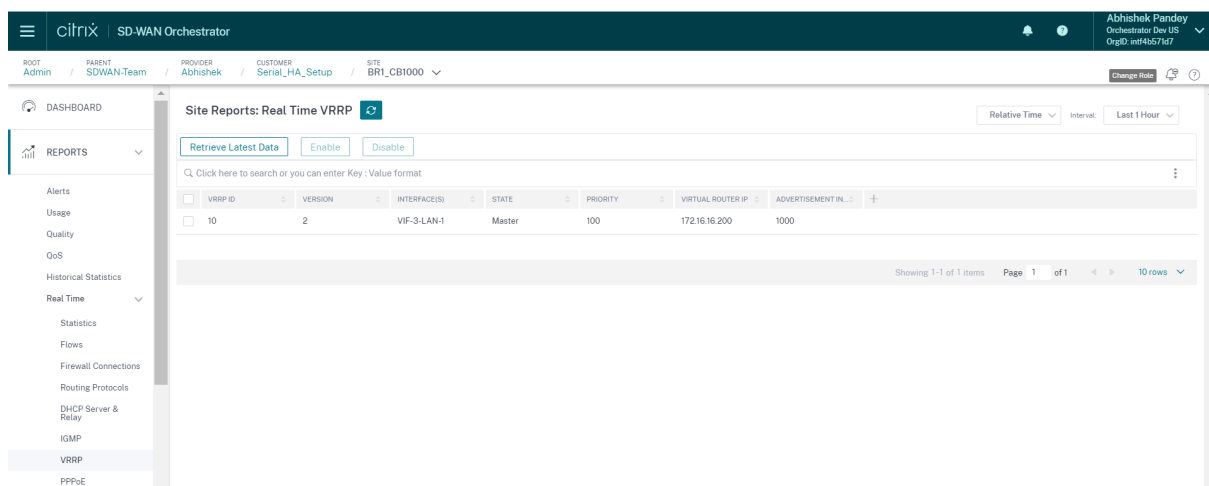 citrix | SD-WAN Orchestrator
Abhishek Pandey
Orchestrator Dev US
OrgID: intf4b571d7
ROOT PARENT PROVIDER CUSTOMER SITE
Admin / SDWAN-Team / Abhishek / Serial_HA_Setup / BR1_CB1000
Change Role
DASHBOARD
REPORTS
Alerts
Usage
Quality
QoS
Historical Statistics
Real Time
Statistics
Flows
Firewall Connections
Routing Protocols
DHCP Server &
Relay
IGMP
VRRP
PPPoE
Site Reports: Real Time VRRP
Relative Time Interval: Last 1 Hour
Retrieve Latest Data Enable Disable
Click here to search or you can enter Key : Value format
VRRP ID VERSION INTERFACE(S) STATE PRIORITY VIRTUAL ROUTER IP ADVERTISEMENT IN...
10 2 VIF-3-LAN-1 Master 100 172.16.16.200 1000
Showing 1-1 of 1 items Page 1 of 1 10 rows